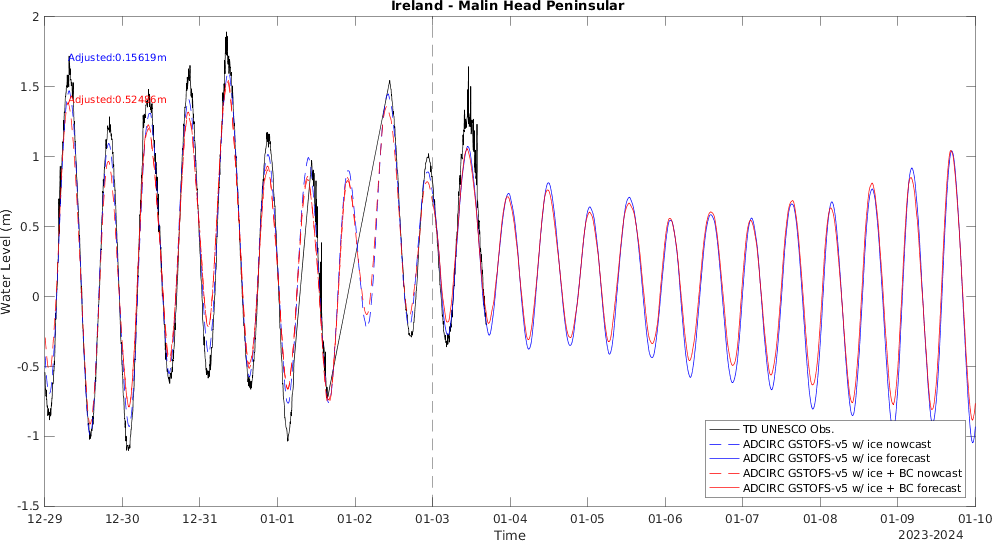 Ireland - Malin Head Peninsular
Water Level (m)
2
1.5
1
0.5
0
-0.5
-1
-1.5
Adjusted:0.15619m
Adjusted:0.52486m
TD UNESCO Obs.
ADCIRC GSTOFS-v5 w/ ice nowcast
ADCIRC GSTOFS-v5 w/ ice forecast
ADCIRC GSTOFS-v5 w/ ice + BC nowcast
ADCIRC GSTOFS-v5 w/ ice + BC forecast
12-29 12-30 12-31 01-01 01-02 01-03 01-04 01-05 01-06 01-07 01-08 01-09 01-10
Time
2023-2024